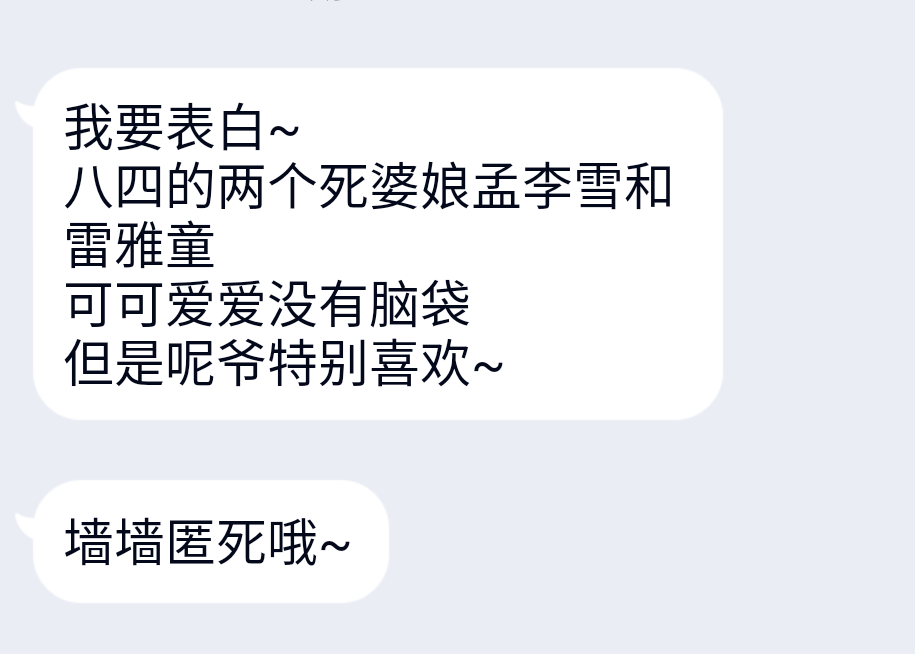 我要表白~
八四的两个死婆娘孟李雪和
雷雅童
可可爱爱没有脑袋
但是呢爷特别喜欢~
墙墙匿死哦~